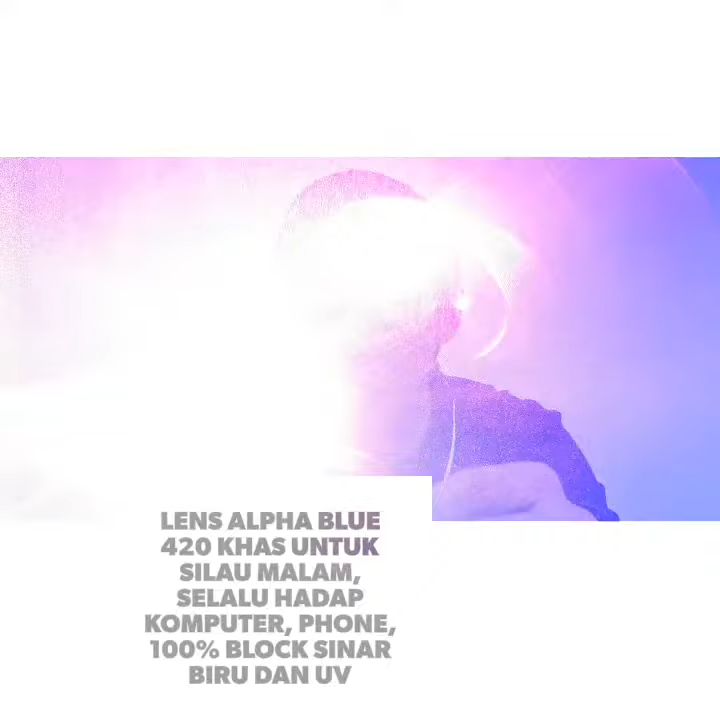 LENS ALPHA BLUE
420 KHAS UNTUK
SILAU MALAM,
SELALU HADAP
KOMPUTER, PHONE,
100% BLOCK SINAR
BIRU DAN UV